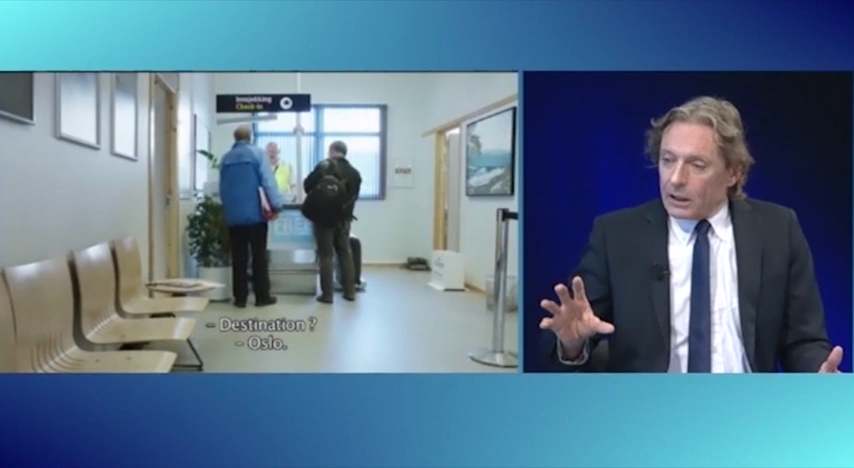 Innsjekking
Check in
- Destination ?
- Oslo.